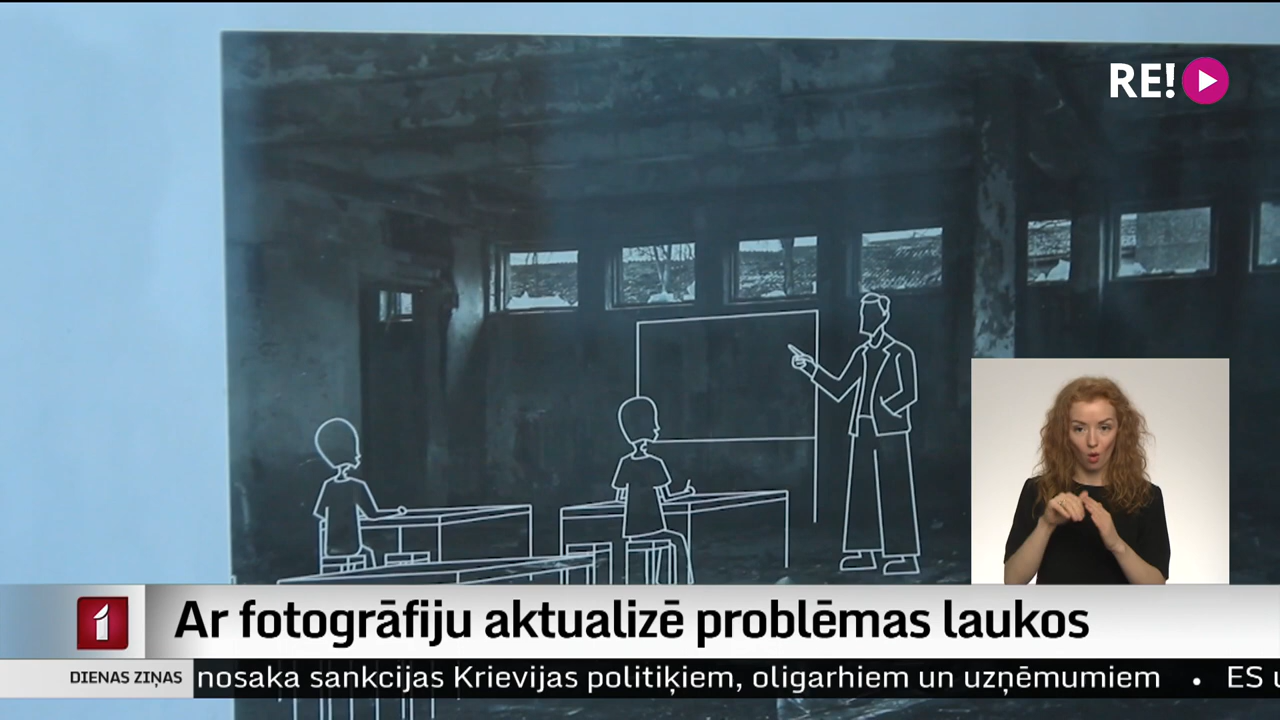 RE!
1
Ar fotogrāfiju aktualizē problēmas laukos
DIENAS ZIŅAS
nosaka sankcijas Krievijas politiķiem, oligarhiem un uzņēmumiem • ES